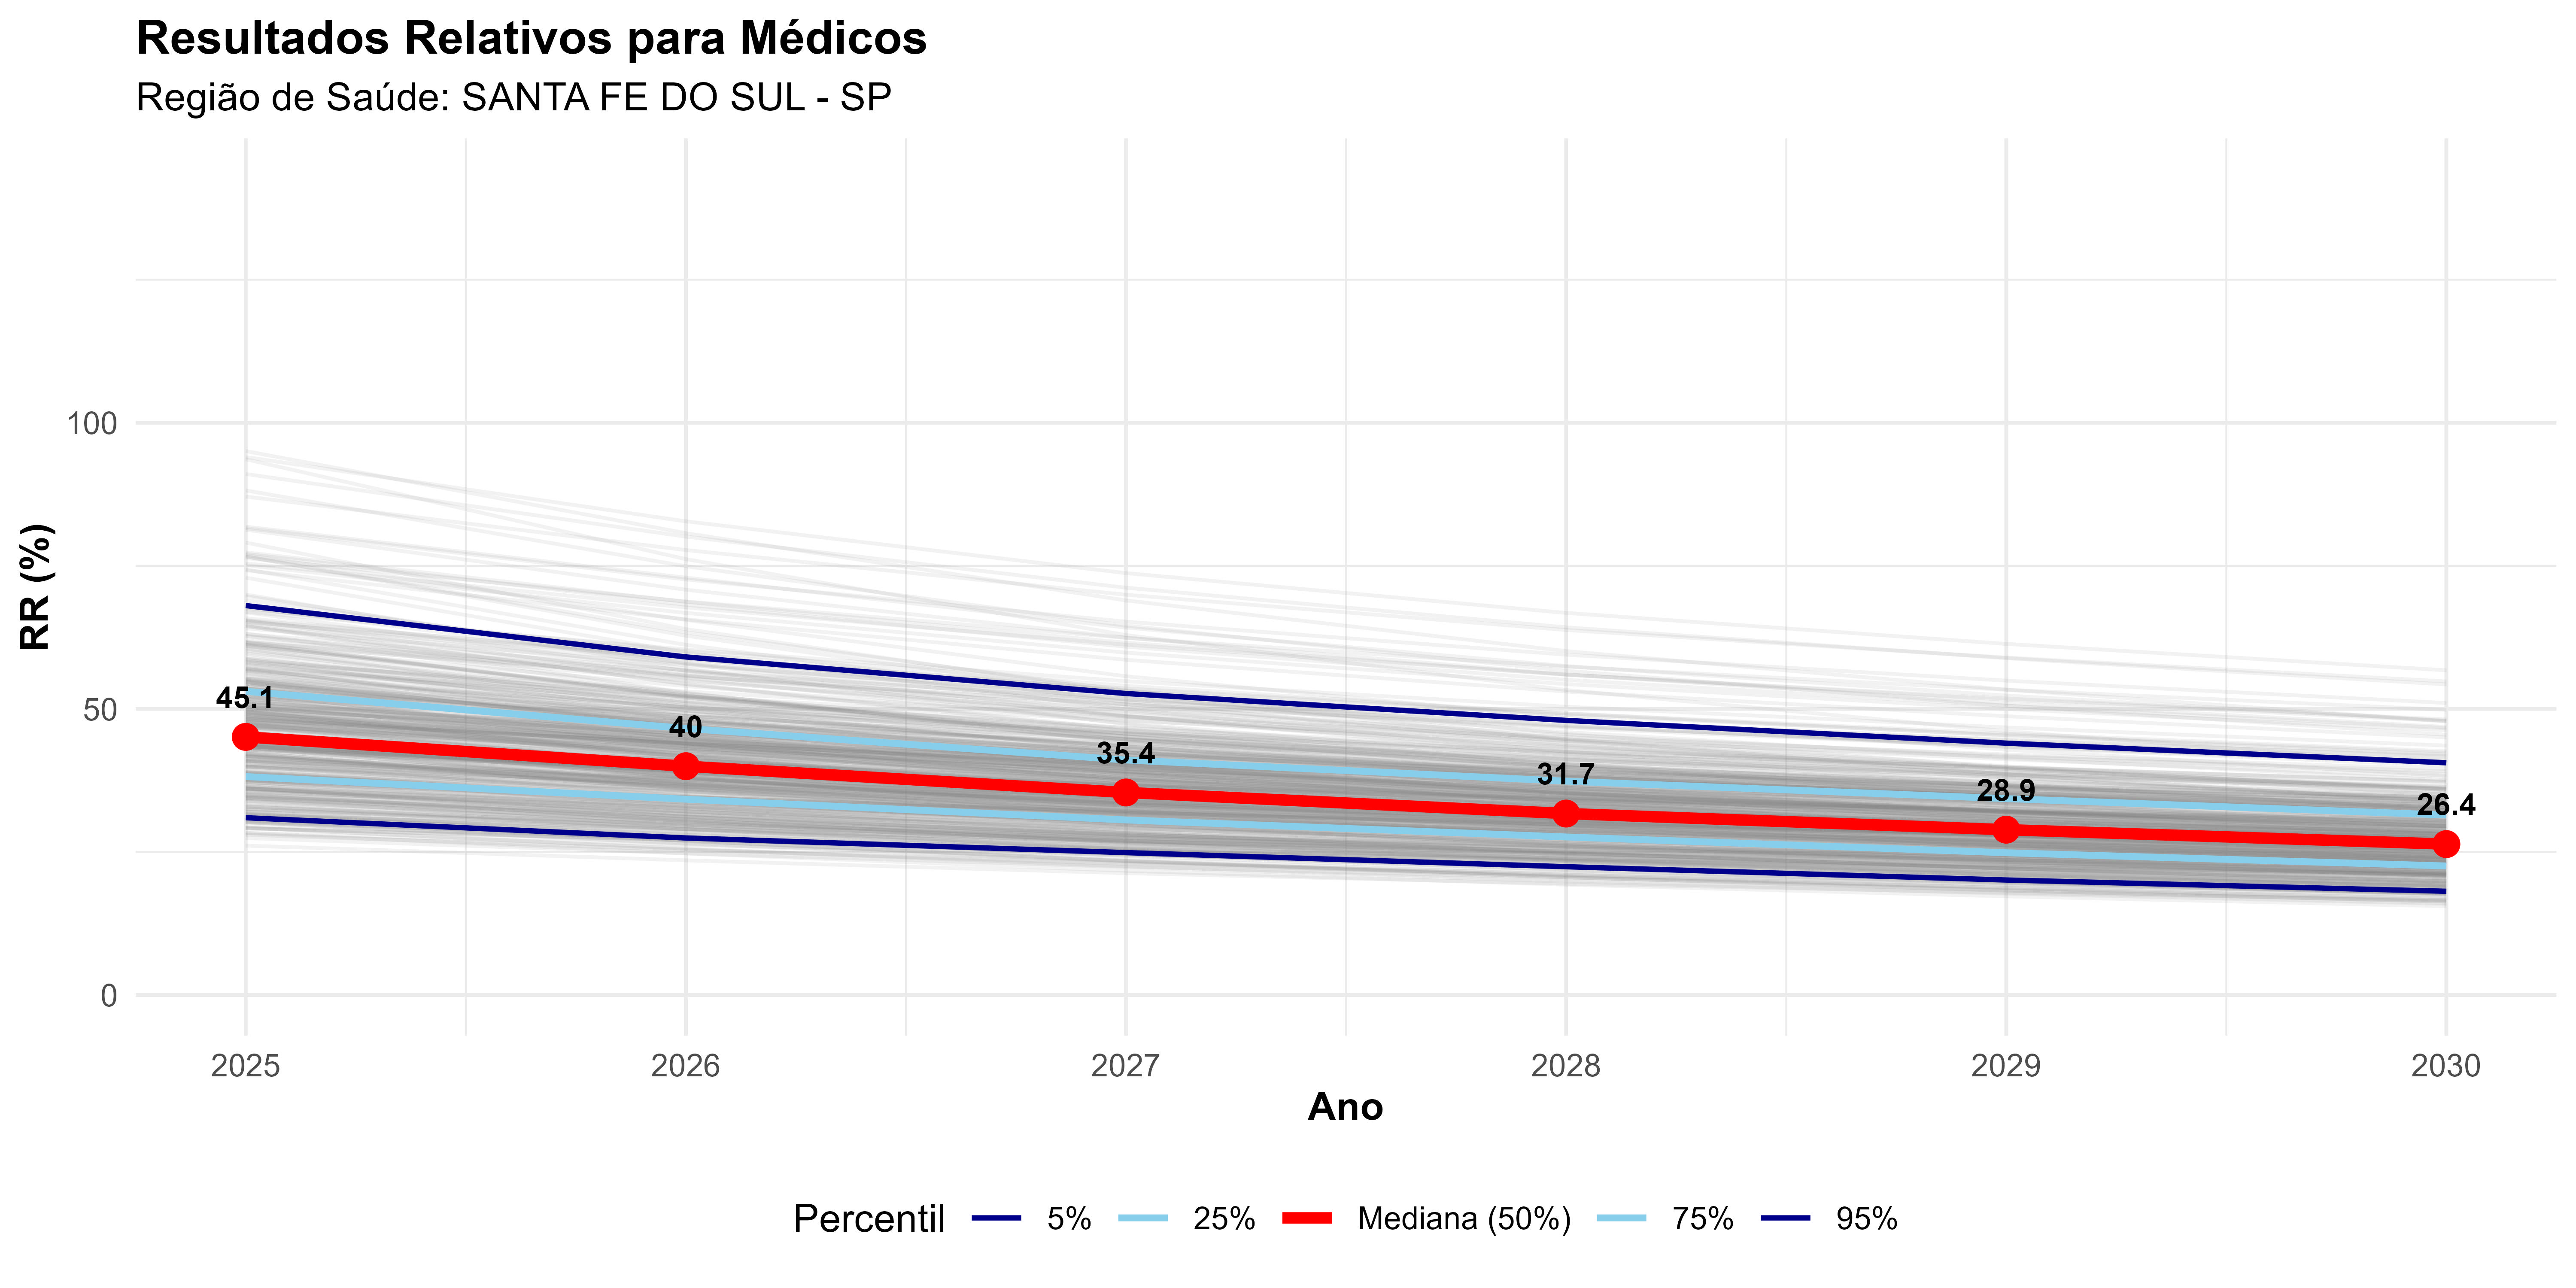 Resultados Relativos para Médicos
Região de Saúde: SANTA FE DO SUL - SP
RR (%)
100
50
0
45.1
40
35.4
31.7
28.9
26.4
2025 2026 2027 2028 2029 2030
Ano
Percentil 5% 25% Mediana (50%) 75% 95%